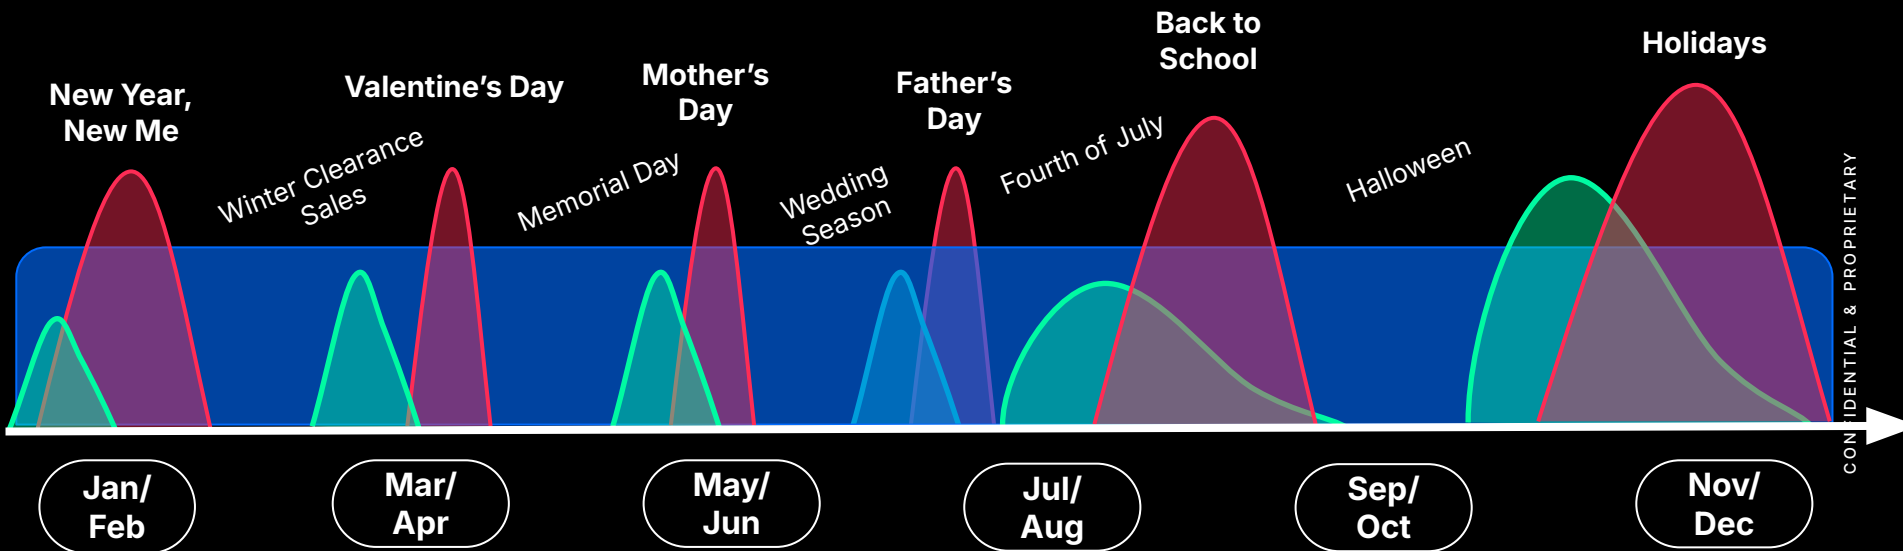 New Year,
New Me
Winter Clearance
Sales
Valentine’s Day
Memorial Day
Mother’s
Day
Wedding
Season
Father’s
Day
Fourth of July
Back to
School
Halloween
Holidays
CONFIDENTIAL & PROPRIETARY
Jan/
Feb
Mar/
Apr
May/
Jun
Jul/
Aug
Sep/
Oct
Nov/
Dec